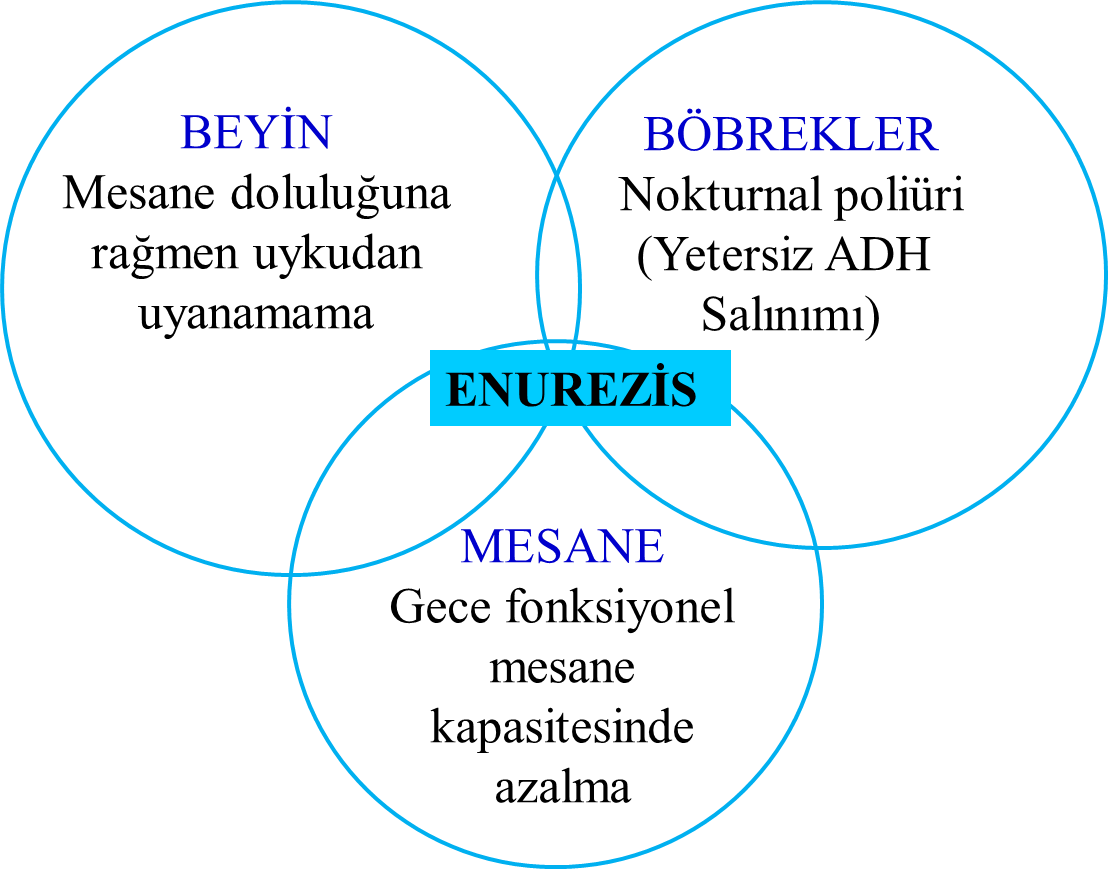 BEYİN
Mesane doluluğuna
rağmen uykudan
uyanamama
BÖBREKLER
Nokturnal poliüri
(Yetersiz ADH
Salınımı)
ENUREZİS
MESANE
Gece fonksiyonel
mesane
kapasitesinde
azalma